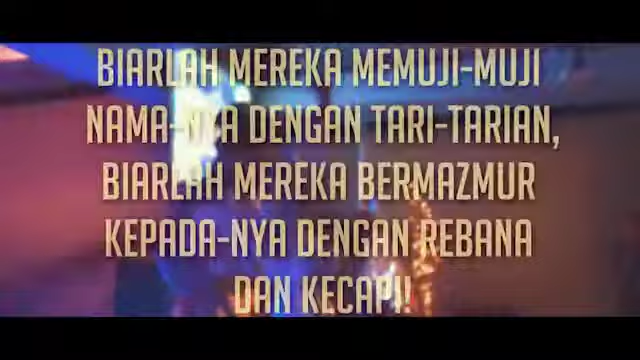 BIARLAH MEREKA MEMUJI-MUJI
NAMA-NYA DENGAN TARI-TARIAN,
BIARLAH MEREKA BERMAZMUR
KEPADA-NYA DENGAN REBANA
DAN KECAPI!